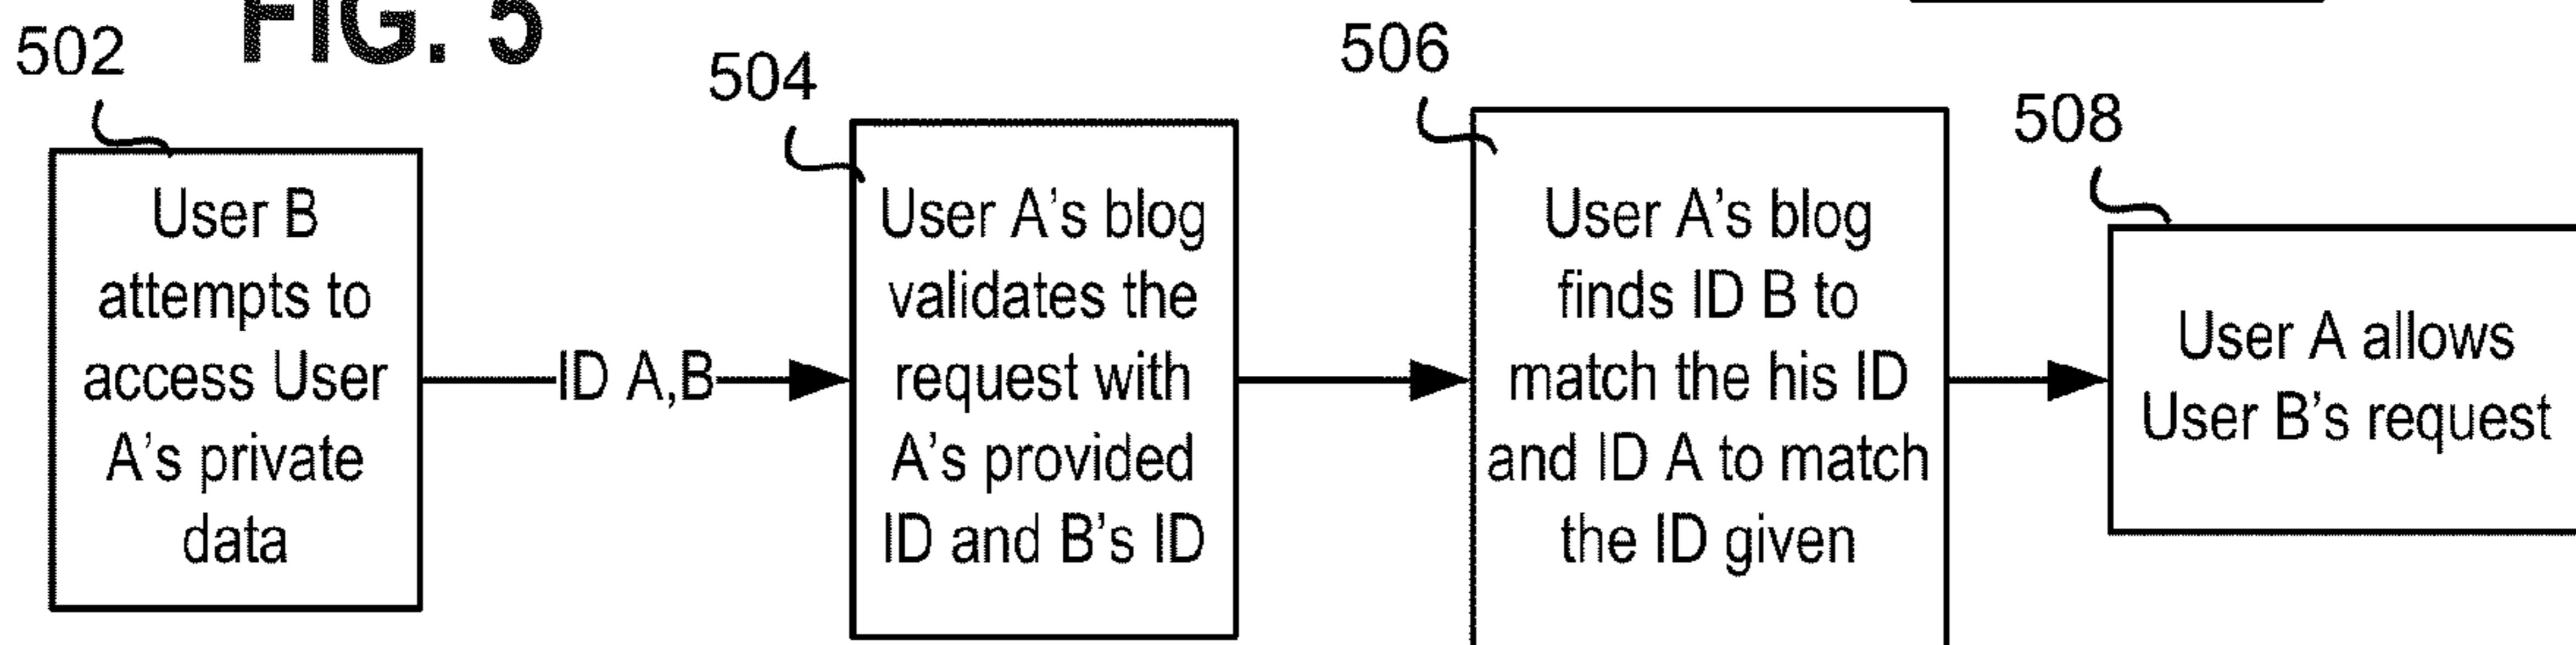 FIG. 5
502
504
506
508
User B
attempts to
access User
A's private
data
ID A,B
User A's blog
validates the
request with
A's provided
ID and B's ID
User A's blog
finds ID B to
match the his ID
and ID A to match
the ID given
User A allows
User B's request